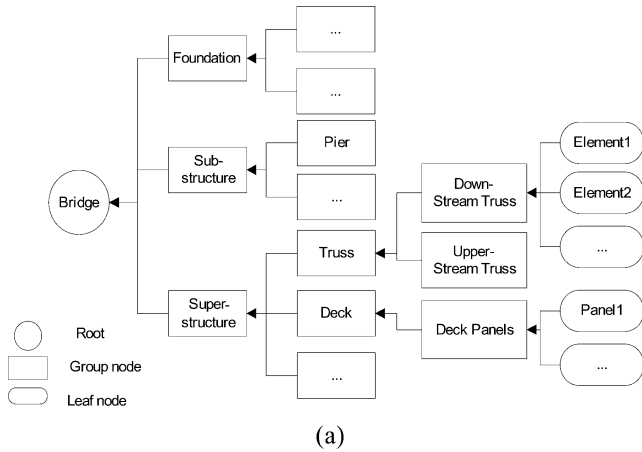 ...
Foundation
...
Sub-
structure
Pier
...
Bridge
Down-
Stream Truss
Element1
Element2
...
Truss
Upper-
Stream Truss
Super-
structure
Deck
Deck Panels
Panel1
...
...
Root
Group node
Leaf node
(a)